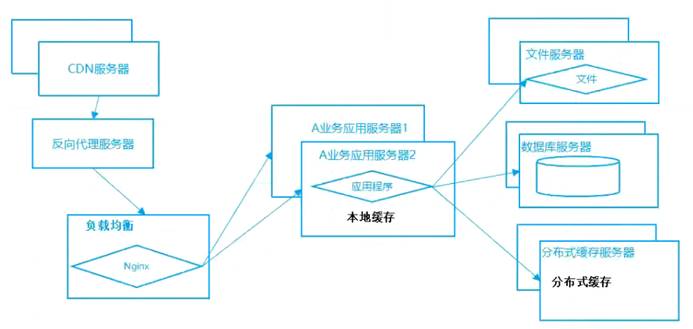 CDN服务器
反向代理服务器
负载均衡
Nginx
A业务应用服务器1
A业务应用服务器2
应用程序
本地缓存
文件服务器
文件
数据库服务器
分布式缓存服务器
分布式缓存